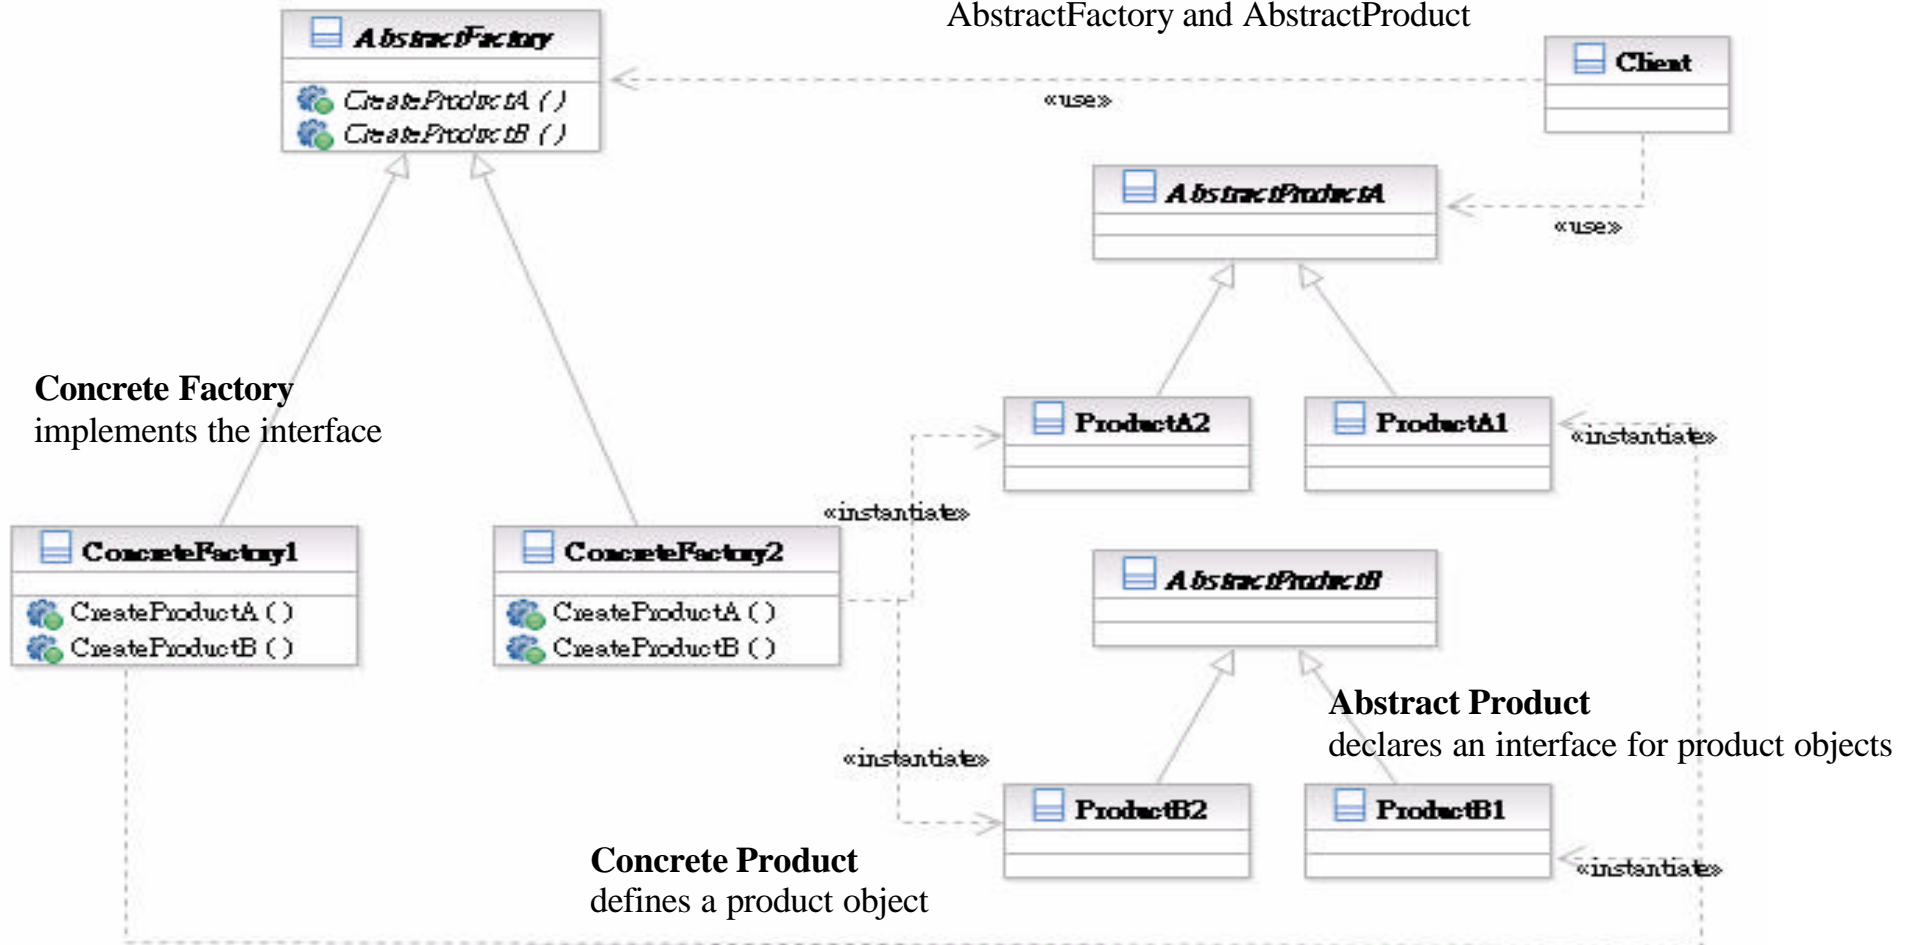 AbstractFactory and AbstractProduct
AbstractFactory
CreateProductA ()
CreateProductB ()
Client
«use»
AbstractProductA
«use»
Concrete Factory
implements the interface
ProductA2
ProductA1
«instantiate»
«instantiate»
ConcreteFactory1
CreateProductA ()
CreateProductB ()
ConcreteFactory2
CreateProductA ()
CreateProductB ()
AbstractProductB
Abstract Product
declares an interface for product objects
«instantiate»
ProductB2
ProductB1
«instantiate»
Concrete Product
defines a product object